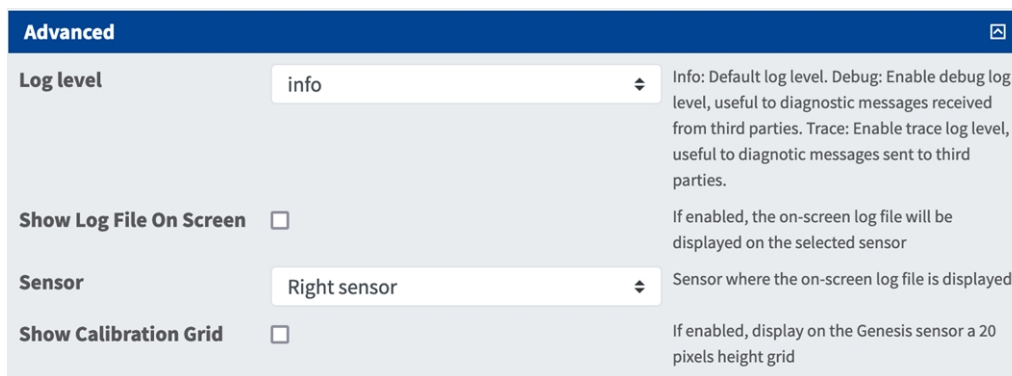 Advanced
Log level
info
Info: Default log level. Debug: Enable debug log
level, useful to diagnostic messages received
from third parties. Trace: Enable trace log level,
useful to diagnotic messages sent to third
parties.
Show Log File On Screen
If enabled, the on-screen log file will be
displayed on the selected sensor
Sensor
Right sensor
Sensor where the on-screen log file is displayed
Show Calibration Grid
If enabled, display on the Genesis sensor a 20
pixels height grid